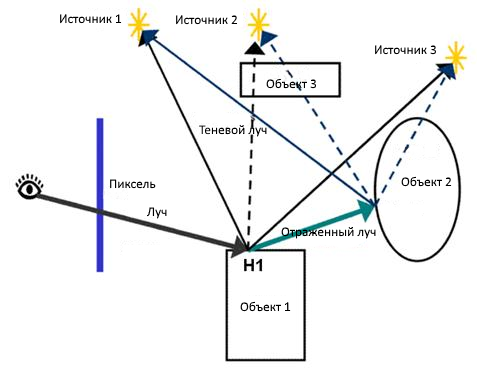 Источник 1
Источник 2
Источник 3
Объект 3
Теневой луч
Пиксель
Объект 2
Луч
Отраженный луч
H1
Объект 1